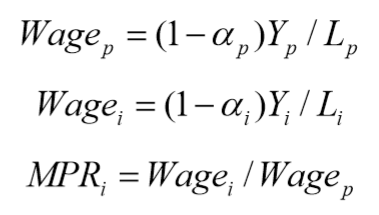 Wage_p = (1−α_p)Y_p / L_p
Wage_i = (1−α_i)Y_i / L_i
MPR_i = Wage_i / Wage_p